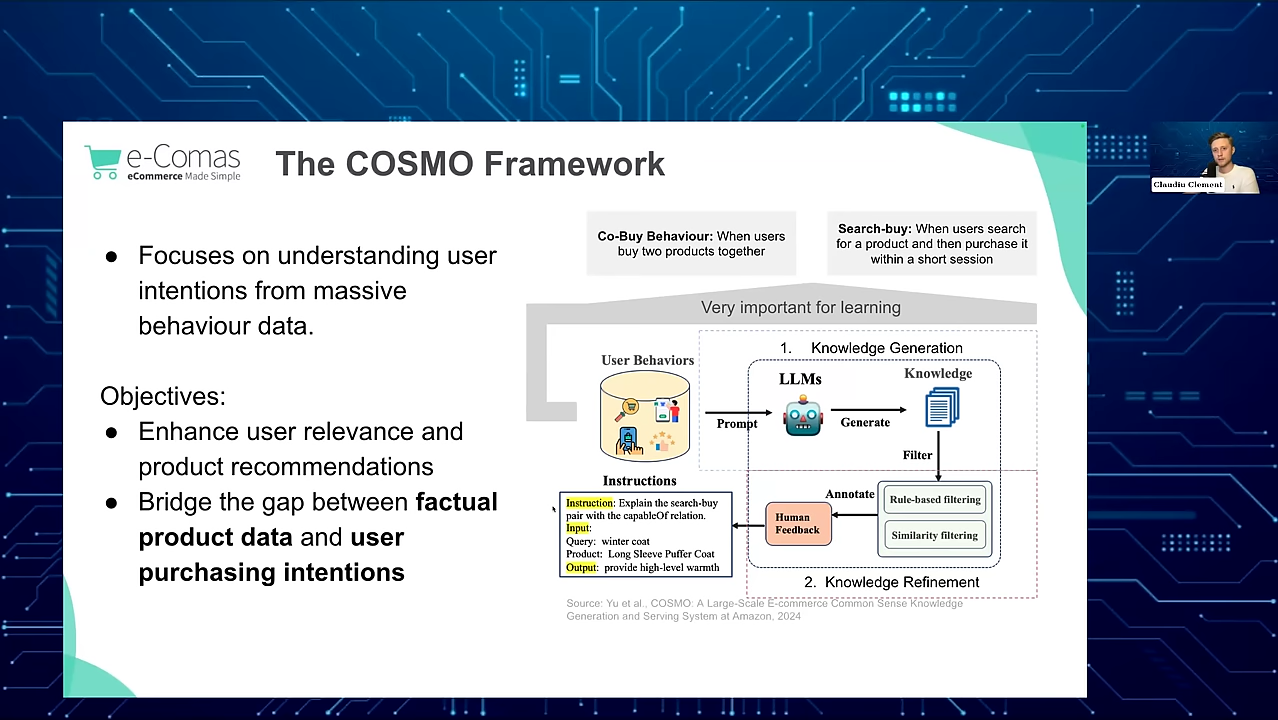 e-Comas
eCommerce Made Simple
The COSMO Framework
Claudiu Clement
● Focuses on understanding user
intentions from massive
behaviour data.
Objectives:
● Enhance user relevance and
product recommendations
● Bridge the gap between factual
product data and user
purchasing intentions
Co-Buy Behaviour: When users
buy two products together
Search-buy: When users search
for a product and then purchase it
within a short session
Very important for learning
1. Knowledge Generation
User Behaviors
LLMs
Knowledge
Prompt
Generate
Filter
Instructions
Annotate
Rule-based filtering
Similarity filtering
Human
Feedback
Instruction: Explain the search-buy
pair with the capableOf relation.
Input:
Query: winter coat
Product: Long Sleeve Puffer Coat
Output: provide high-level warmth
2. Knowledge Refinement
Source: Yu et al., COSMO: A Large-Scale E-commerce Common Sense Knowledge
Generation and Serving System at Amazon, 2024